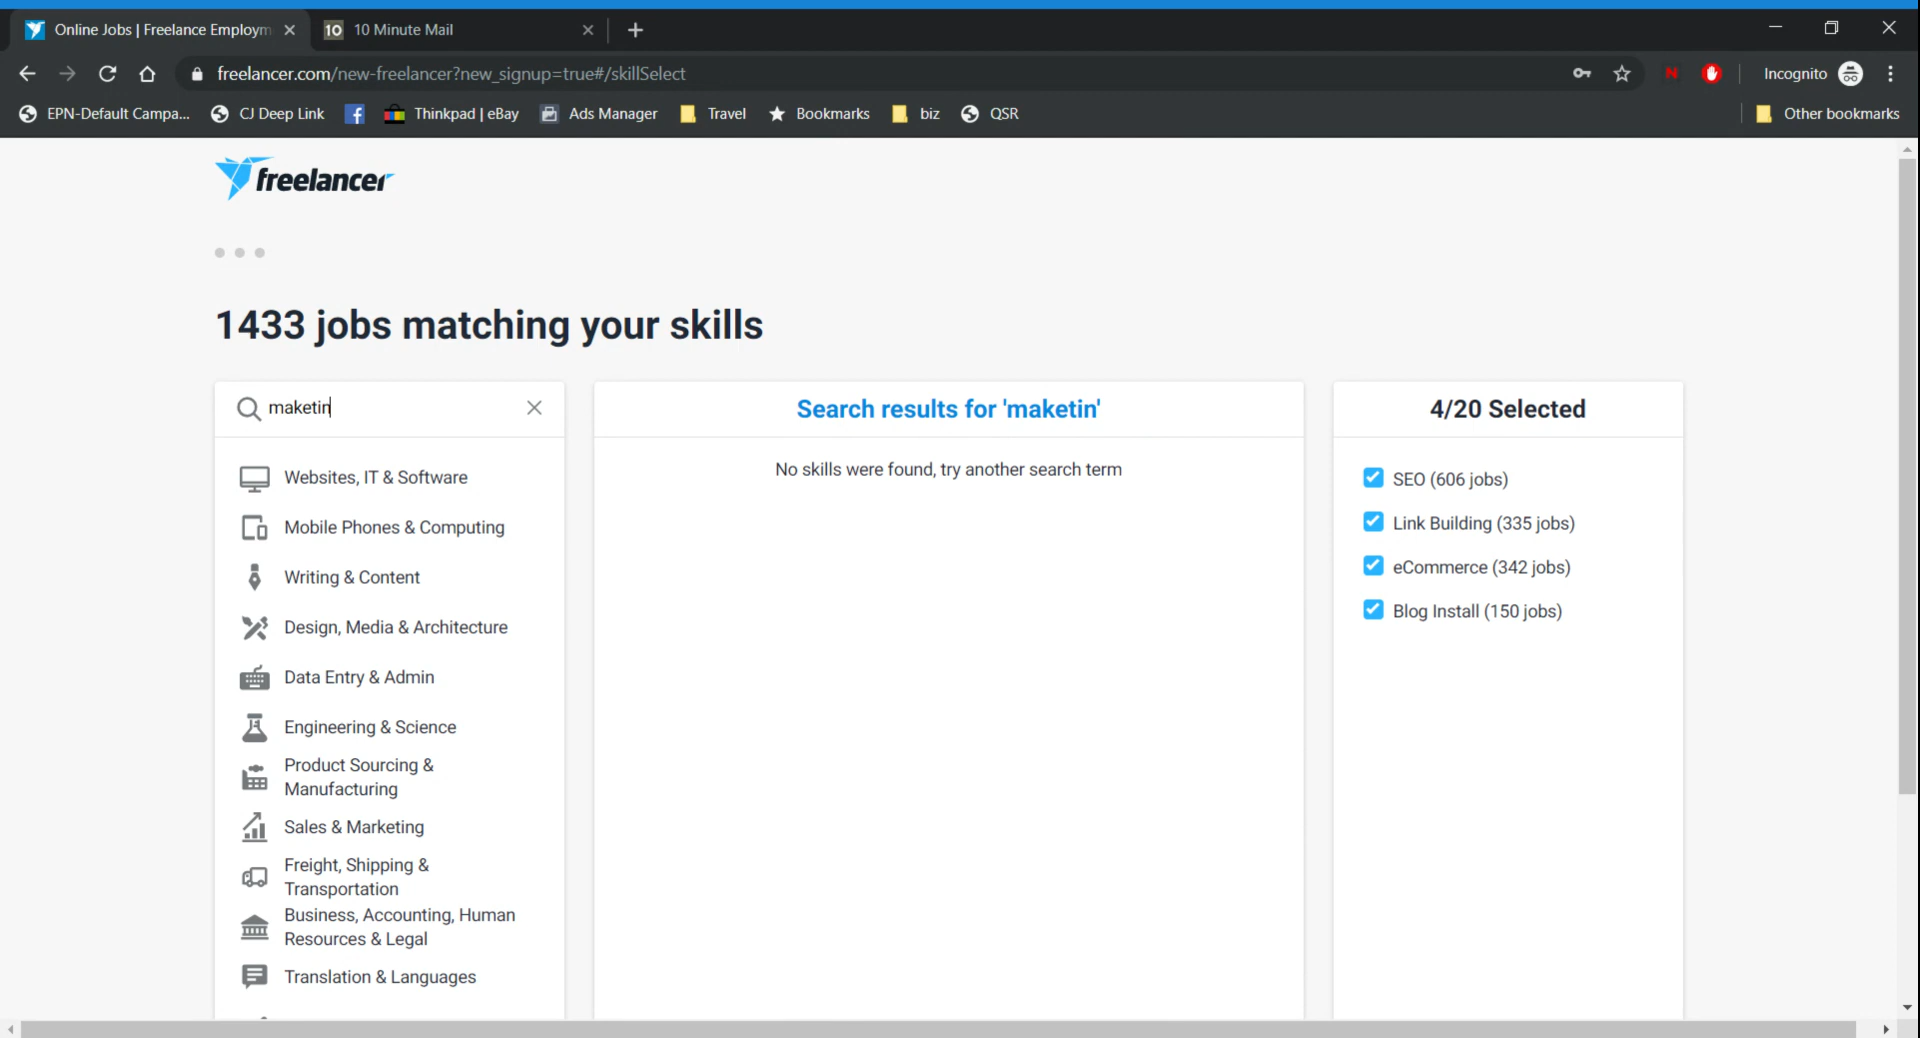 Online Jobs | Freelance Employm
10 10 Minute Mail
freelancer.com/new-freelancer?new_signup=true#/skillSelect
N
Incognito
EPN-Default Campa...
CJ Deep Link
Thinkpad | eBay
Ads Manager
Travel
Bookmarks
biz
QSR
Other bookmarks
freelancer
1433 jobs matching your skills
maketin
Websites, IT & Software
Mobile Phones & Computing
Writing & Content
Design, Media & Architecture
Data Entry & Admin
Engineering & Science
Product Sourcing &
Manufacturing
Sales & Marketing
Freight, Shipping &
Transportation
Business, Accounting, Human
Resources & Legal
Translation & Languages
Search results for 'maketin'
No skills were found, try another search term
4/20 Selected
SEO (606 jobs)
Link Building (335 jobs)
eCommerce (342 jobs)
Blog Install (150 jobs)